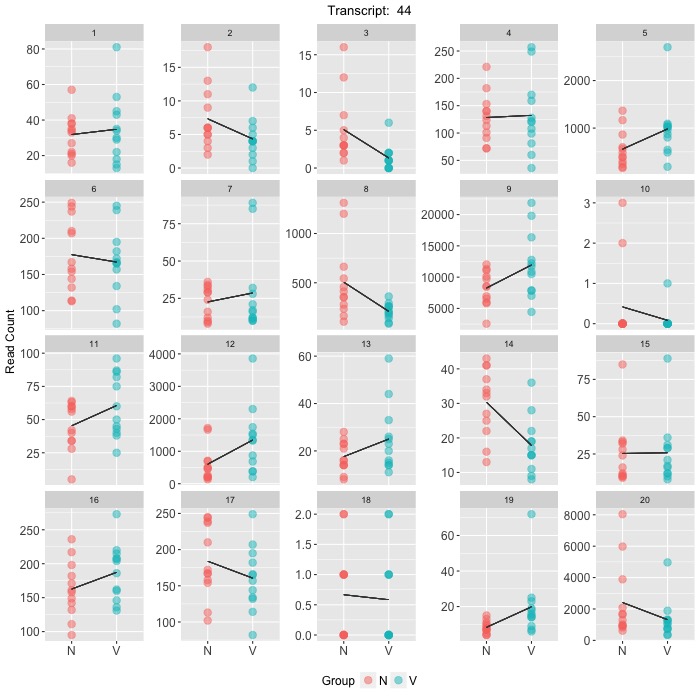 Transcript: 44
1 2 3 4 5
80 60 40 20
15 10 5 0
15 10 5 0
250 200 150 100 50
2000 1000
6 7 8 9 10
250 200 150 100
75 50 25
1000 500
20000 15000 10000 5000
3 2 1 0
Read Count
11 12 13 14 15
100 75 50 25
4000 3000 2000 1000 0
60 40 20
40 30 20 10
75 50 25
16 17 18 19 20
250 200 150 100
250 200 150 100
2.0 1.5 1.0 0.5 0.0
60 40 20
8000 6000 4000 2000 0
N V N V N V N V N V
Group N V